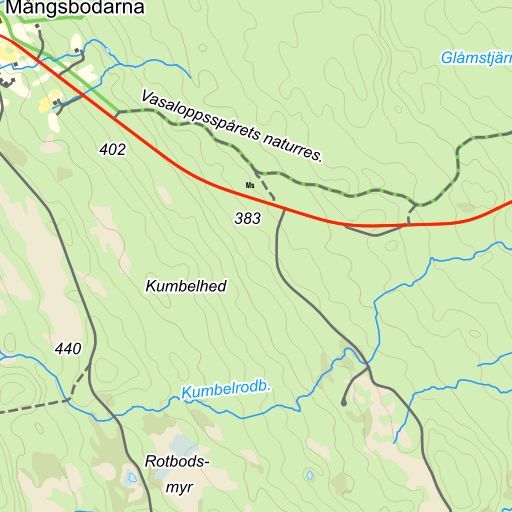 Mångsbodarna
Glåmstjärn
Vasaloppsspårets naturres.
402
Ms
383
Kumbelhed
440
Kumbelrodb.
Rotbods-
myr